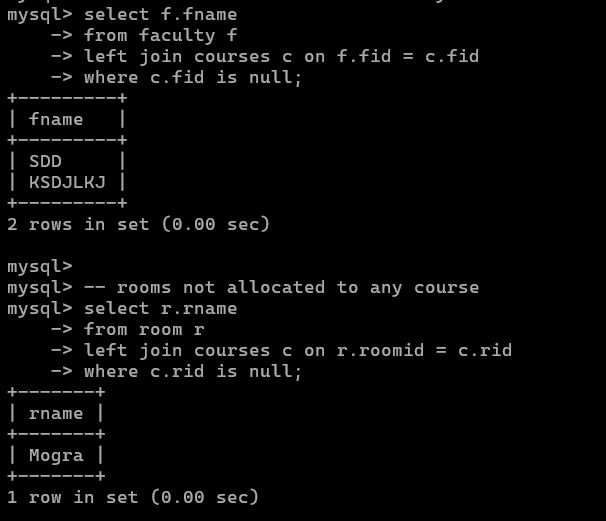 mysql> select f.fname
    -> from faculty f
    -> left join courses c on f.fid = c.fid
    -> where c.fid is null;
+---------+
| fname   |
+---------+
| SDD     |
| KSDJLKJ |
+---------+
2 rows in set (0.00 sec)

mysql>
mysql> -- rooms not allocated to any course
mysql> select r.rname
    -> from room r
    -> left join courses c on r.roomid = c.rid
    -> where c.rid is null;
+-------+
| rname |
+-------+
| Mogra |
+-------+
1 row in set (0.00 sec)